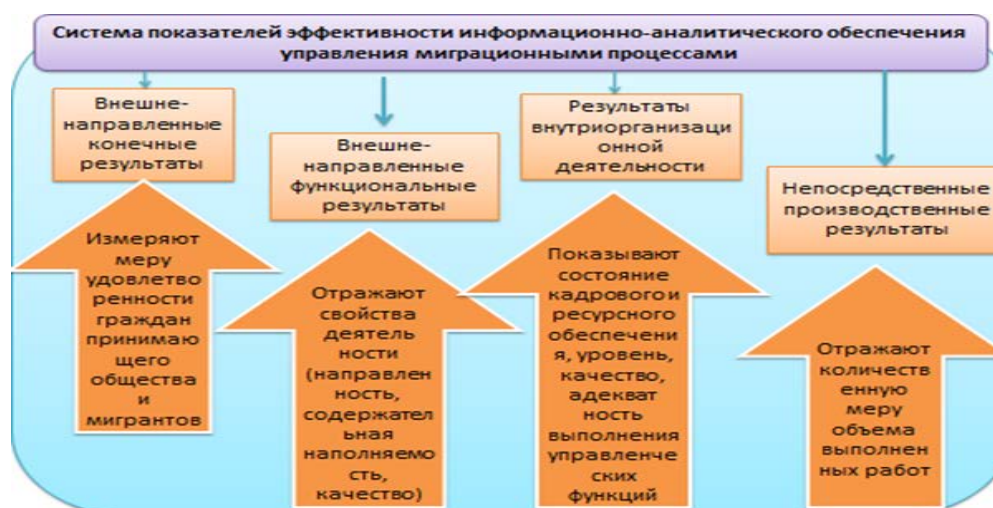 Система показателей эффективности информационно-аналитического обеспечения
управления миграционными процессами
Внешне-
направленные
конечные
результаты
Внешне-
направленные
функциональные
результаты
Результаты
внутриорганизаци
онной
деятельности
Непосредственные
производственные
результаты
Измеряют
меру
удовлетво
ренности
граждан
принимаю
щего
общества
и
мигрантов
Отражают
свойства
деятель
ности
(направлен
ность,
содержател
ьная
наполняемо
сть,
качество)
Показывают
состояние
кадрового и
ресурсного
обеспечени
я, уровень,
качество,
адекват
ность
выполнения
управленче
ских
функций
Отражают
количеств
енную
меру
объема
выполнен
ных работ